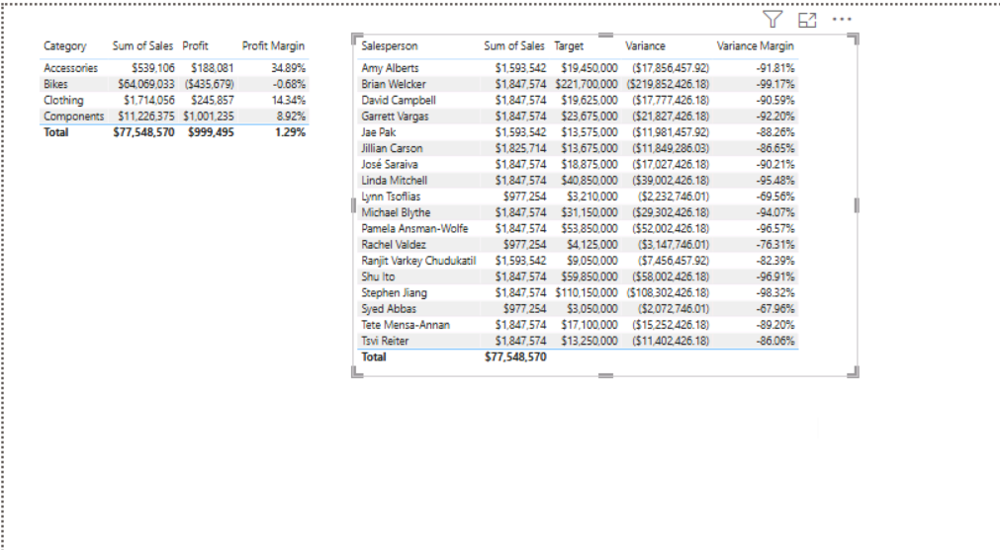 Category Sum of Sales Profit Profit Margin
Accessories $539,106 $188,081 34.89%
Bikes $64,069,033 ($435,679) -0.68%
Clothing $1,714,056 $245,857 14.34%
Components $11,226,375 $1,001,235 8.92%
Total $77,548,570 $999,495 1.29%
Salesperson Sum of Sales Target Variance Variance Margin
Amy Alberts $1,593,542 $19,450,000 ($17,856,457.92) -91.81%
Brian Welcker $1,847,574 $221,700,000 ($219,852,426.18) -99.17%
David Campbell $1,847,574 $19,625,000 ($17,777,426.18) -90.59%
Garrett Vargas $1,847,574 $23,675,000 ($21,827,426.18) -92.20%
Jae Pak $1,593,542 $13,575,000 ($11,981,457.92) -88.26%
Jillian Carson $1,825,714 $13,675,000 ($11,849,286.03) -86.65%
José Saraiva $1,847,574 $18,875,000 ($17,027,426.18) -90.21%
Linda Mitchell $1,847,574 $40,850,000 ($39,002,426.18) -95.48%
Lynn Tsoflias $977,254 $3,210,000 ($2,232,746.01) -69.56%
Michael Blythe $1,847,574 $31,150,000 ($29,302,426.18) -94.07%
Pamela Ansman-Wolfe $1,847,574 $53,850,000 ($52,002,426.18) -96.57%
Rachel Valdez $977,254 $4,125,000 ($3,147,746.01) -76.31%
Ranjit Varkey Chudukatil $1,593,542 $9,050,000 ($7,456,457.92) -82.39%
Shu Ito $1,847,574 $59,850,000 ($58,002,426.18) -96.91%
Stephen Jiang $1,847,574 $110,150,000 ($108,302,426.18) -98.32%
Syed Abbas $977,254 $3,050,000 ($2,072,746.01) -67.96%
Tete Mensa-Annan $1,847,574 $17,100,000 ($15,252,426.18) -89.20%
Tsvi Reiter $1,847,574 $13,250,000 ($11,402,426.18) -86.06%
Total $77,548,570